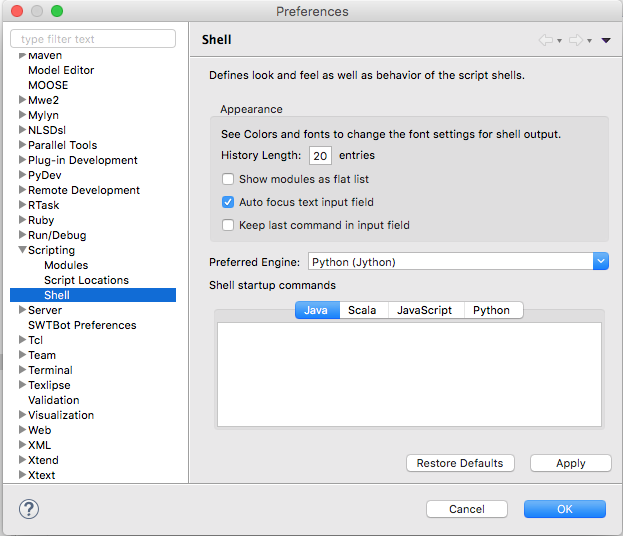 Preferences
type filter text
Maven
Model Editor
MOOSE
Mwe2
Mylyn
NLSDsl
Parallel Tools
Plug-in Development
PyDev
Remote Development
RTask
Ruby
Run/Debug
Scripting
Modules
Script Locations
Shell
Server
SWTBot Preferences
Tcl
Team
Terminal
Texlipse
Validation
Visualization
Web
XML
Xtend
Xtext
Shell
Defines look and feel as well as behavior of the script shells.
Appearance
See Colors and fonts to change the font settings for shell output.
History Length: 20 entries
Show modules as flat list
Auto focus text input field
Keep last command in input field
Preferred Engine: Python (Jython)
Shell startup commands
Java Scala JavaScript Python
Restore Defaults Apply
? Cancel OK